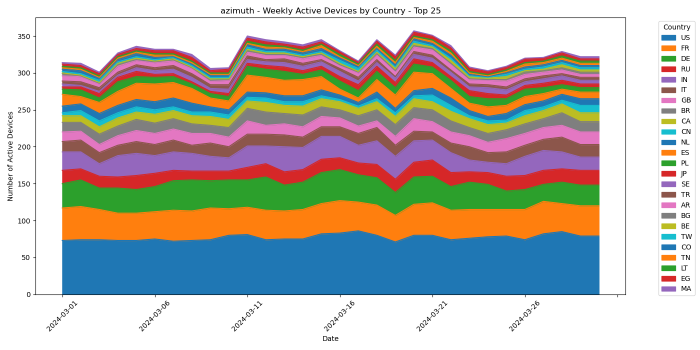 azimuth - Weekly Active Devices by Country - Top 25
Number of Active Devices
350
300
250
200
150
100
50
0
2024-03-01
2024-03-06
2024-03-11
2024-03-16
2024-03-21
2024-03-26
Date
Country
US
FR
DE
RU
IN
IT
GB
BR
CA
CN
NL
ES
PL
JP
SE
TR
AR
BG
BE
TW
CO
TN
LT
EG
MA